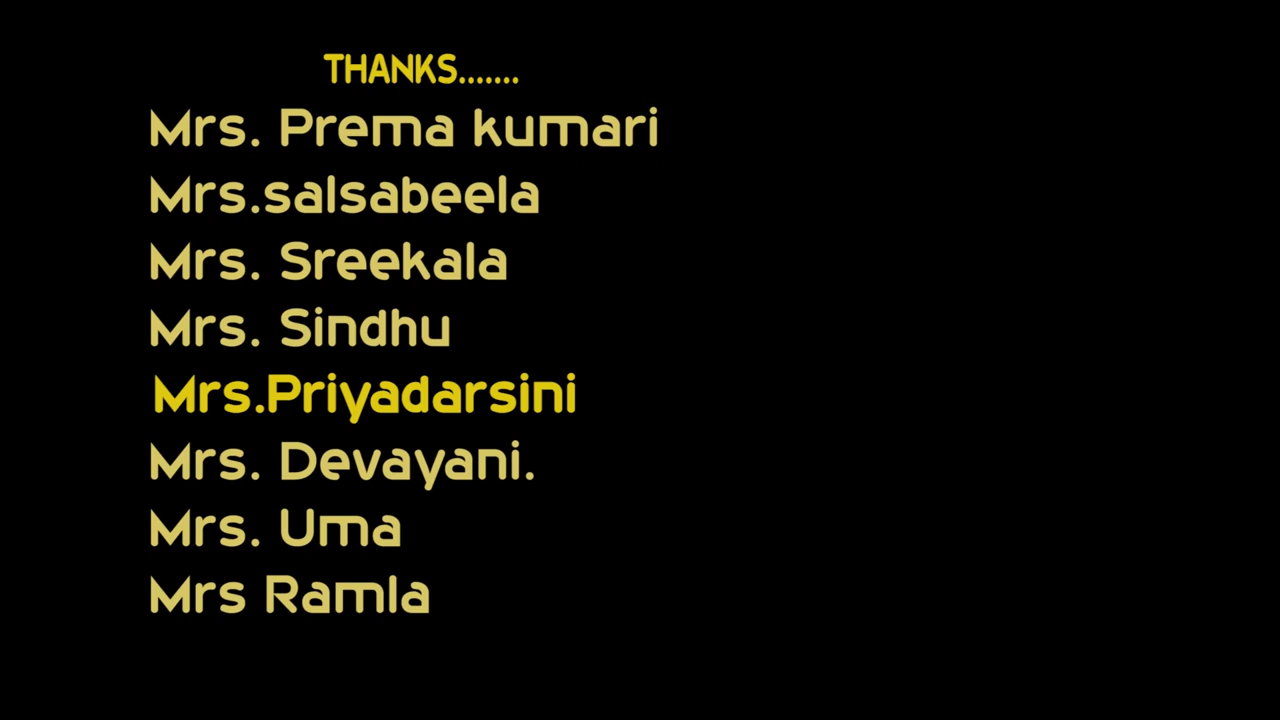 THANKS.......
Mrs. Prema kumari
Mrs.salsabeela
Mrs. Sreekala
Mrs. Sindhu
Mrs.Priyadarsini
Mrs. Devayani.
Mrs. Uma
Mrs Ramla